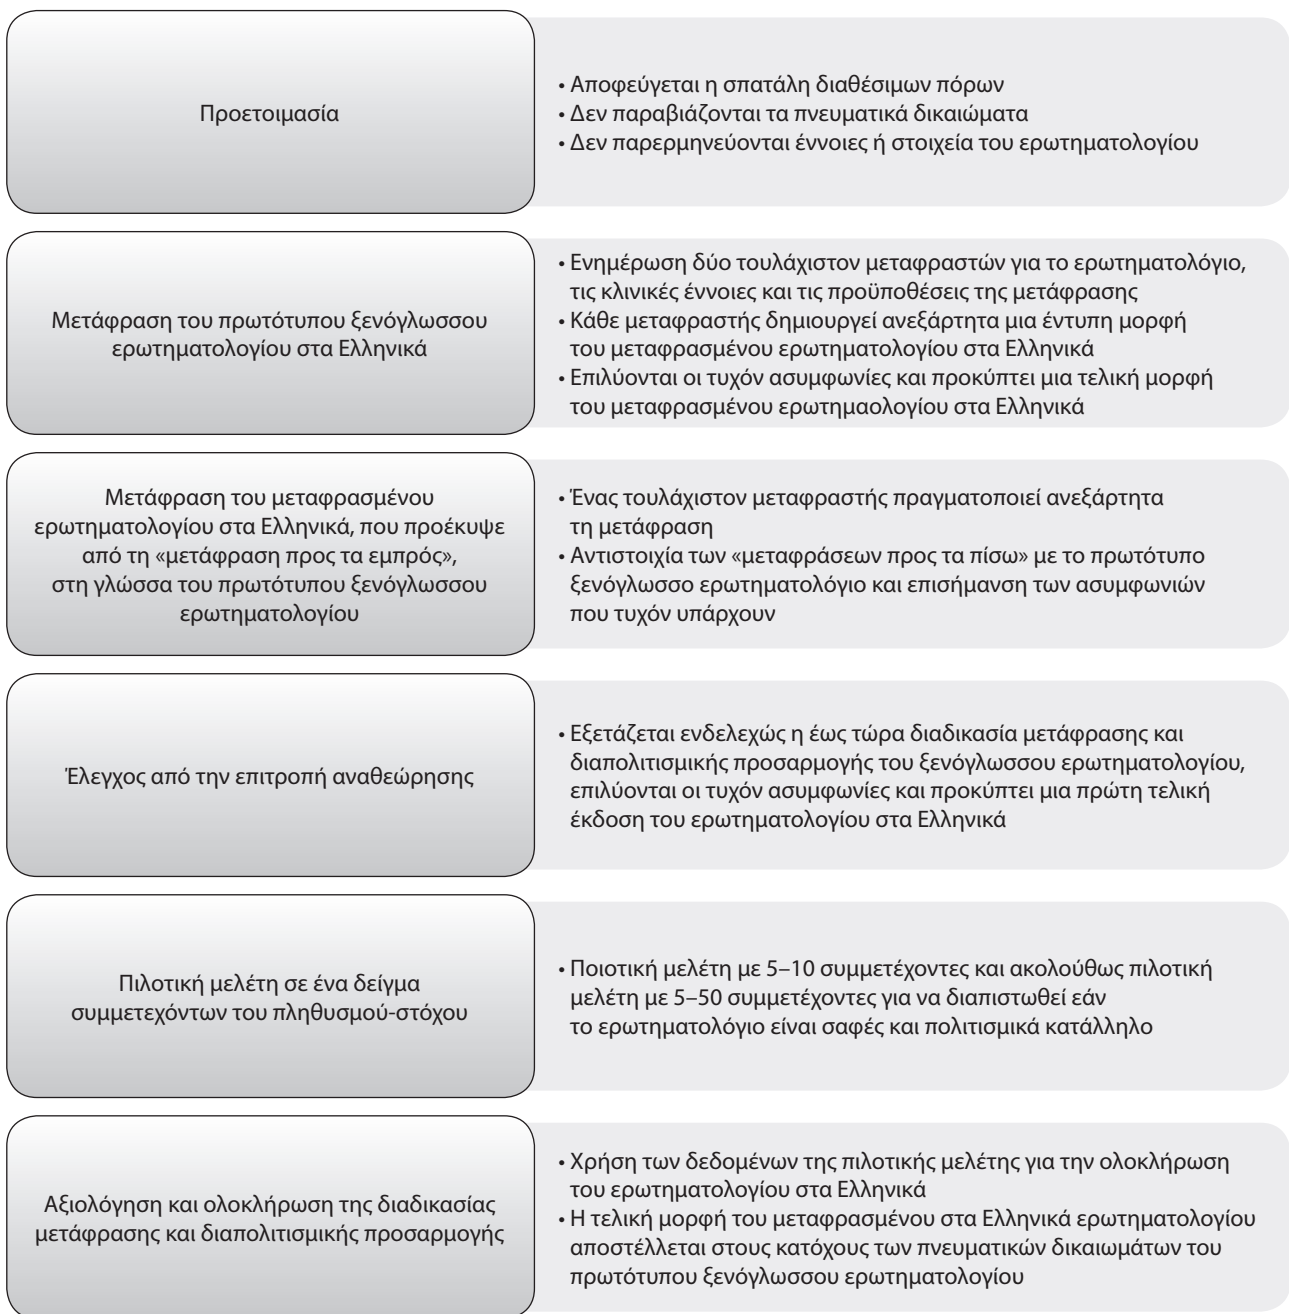 Προετοιμασία
• Αποφεύγεται η σπατάλη διαθέσιμων πόρων
• Δεν παραβιάζονται τα πνευματικά δικαιώματα
• Δεν παρερμηνεύονται έννοιες ή στοιχεία του ερωτηματολογίου
Μετάφραση του πρωτότυπου ξενόγλωσσου
ερωτηματολογίου στα Ελληνικά
• Ενημέρωση δύο τουλάχιστον μεταφραστών για το ερωτηματολόγιο,
τις κλινικές έννοιες και τις προϋποθέσεις της μετάφρασης
• Κάθε μεταφραστής δημιουργεί ανεξάρτητα μια έντυπη μορφή
του μεταφρασμένου ερωτηματολογίου στα Ελληνικά
• Επιλύονται οι τυχόν ασυμφωνίες και προκύπτει μια τελική μορφή
του μεταφρασμένου ερωτημαολογίου στα Ελληνικά
Μετάφραση του μεταφρασμένου
ερωτηματολογίου στα Ελληνικά, που προέκυψε
από τη «μετάφραση προς τα εμπρός»,
στη γλώσσα του πρωτότυπου ξενόγλωσσου
ερωτηματολογίου
• Ένας τουλάχιστον μεταφραστής πραγματοποιεί ανεξάρτητα
τη μετάφραση
• Αντιστοιχία των «μεταφράσεων προς τα πίσω» με το πρωτότυπο
ξενόγλωσσο ερωτηματολόγιο και επισήμανση των ασυμφωνιών
που τυχόν υπάρχουν
Έλεγχος από την επιτροπή αναθεώρησης
• Εξετάζεται ενδελεχώς η έως τώρα διαδικασία μετάφρασης και
διαπολιτισμικής προσαρμογής του ξενόγλωσσου ερωτηματολογίου,
επιλύονται οι τυχόν ασυμφωνίες και προκύπτει μια πρώτη τελική
έκδοση του ερωτηματολογίου στα Ελληνικά
Πιλοτική μελέτη σε ένα δείγμα
συμμετεχόντων του πληθυσμού-στόχου
• Ποιοτική μελέτη με 5–10 συμμετέχοντες και ακολούθως πιλοτική
μελέτη με 5–50 συμμετέχοντες για να διαπιστωθεί εάν
το ερωτηματολόγιο είναι σαφές και πολιτισμικά κατάλληλο
Αξιολόγηση και ολοκλήρωση της διαδικασίας
μετάφρασης και διαπολιτισμικής προσαρμογής
• Χρήση των δεδομένων της πιλοτικής μελέτης για την ολοκλήρωση
του ερωτηματολογίου στα Ελληνικά
• Η τελική μορφή του μεταφρασμένου στα Ελληνικά ερωτηματολογίου
αποστέλλεται στους κατόχους των πνευματικών δικαιωμάτων του
πρωτότυπου ξενόγλωσσου ερωτηματολογίου